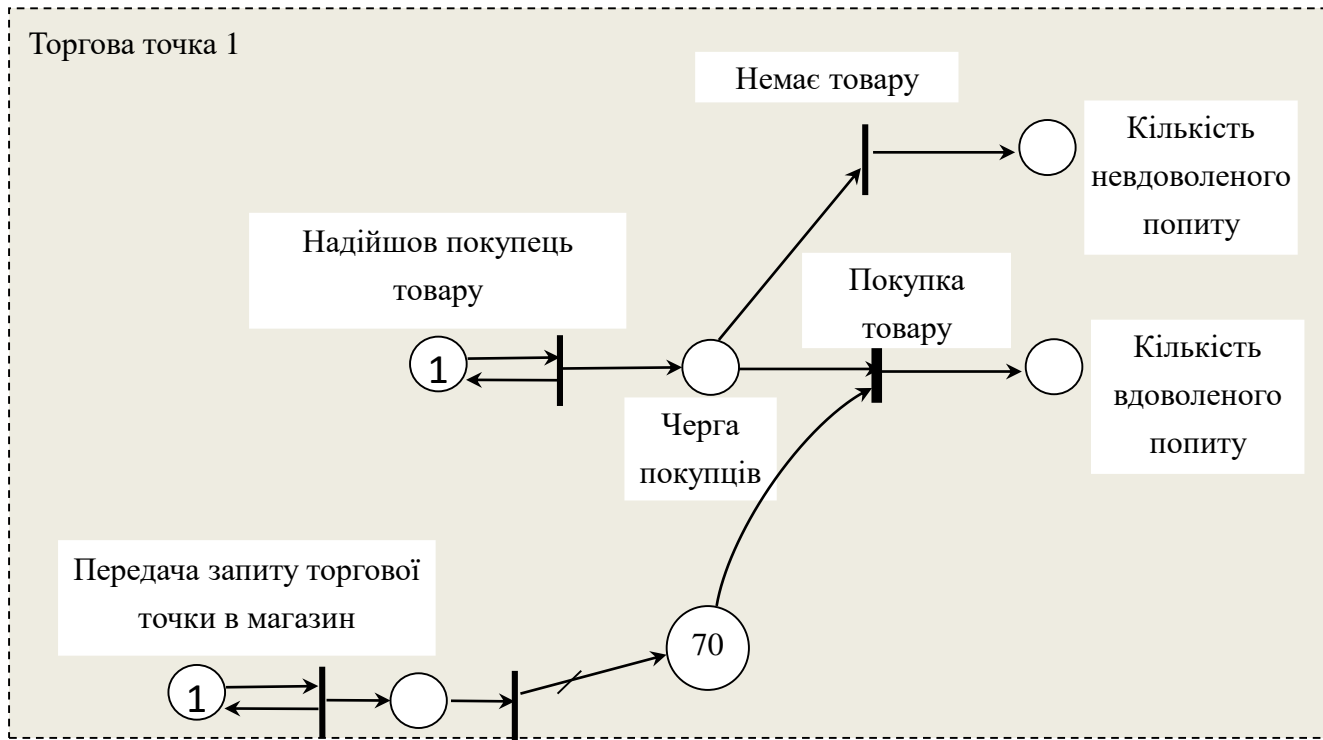 Торгова точка 1
Немає товару
Кількість
невдоволеного
попиту
Надійшов покупець
товару
Покупка
товару
1
Кількість
вдоволеного
попиту
Черга
покупців
Передача запиту торгової
точки в магазин
70
1